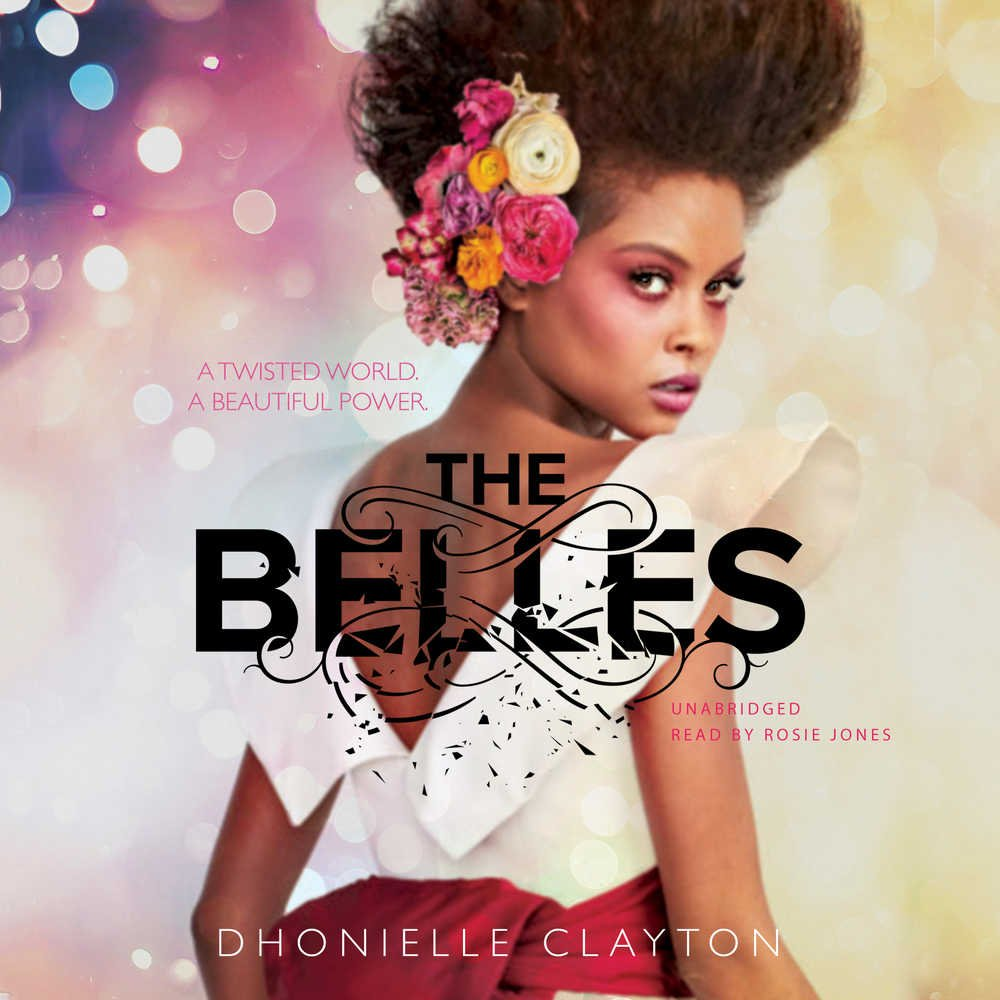 A TWISTED WORLD.
A BEAUTIFUL POWER.
THE
BELLES
UNABRIDGED
READ BY ROSIE JONES
DHONIELLE CLAYTON